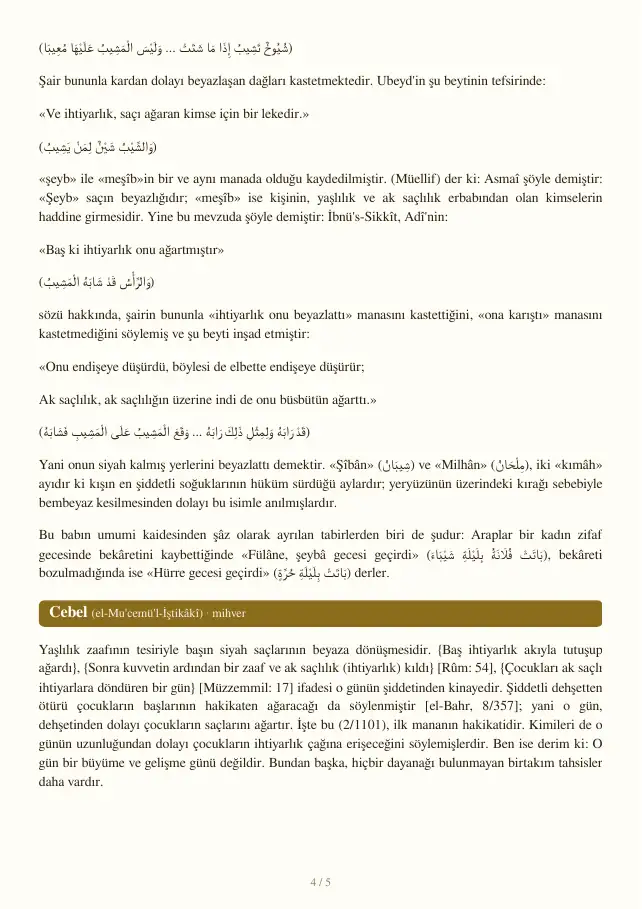 (شُيُوخٌ تَشِيبُ إِذَا مَا شَتَتْ ... وَلَيْسَ الْمَشِيبُ عَلَيْهَا مُعِيبَا)
Şair bununla kardan dolayı beyazlaşan dağları kastetmektedir. Ubeyd'in şu beytinin tefsirinde:
«Ve ihtiyarlık, saçı ağaran kimse için bir lekedir.»
(وَالشَّيْبُ شَيْنٌ لِمَنْ يَشِيبُ)
«şeyb» ile «meşîb»in bir ve aynı manada olduğu kaydedilmiştir. (Müellif) der ki: Asmaî şöyle demiştir:
«Şeyb» saçın beyazlığıdır; «meşîb» ise kişinin, yaşlılık ve ak saçlılık erbabından olan kimselerin
haddine girmesidir. Yine bu mevzuda şöyle demiştir: İbnü's-Sikkît, Adî'nin:
«Baş ki ihtiyarlık onu ağartmıştır»
(وَالرَّأْسُ قَدْ شَابَهُ الْمَشِيبُ)
sözü hakkında, şairin bununla «ihtiyarlık onu beyazlattı» manasını kastettiğini, «ona karıştı» manasını
kastetmediğini söylemiş ve şu beyti inşad etmiştir:
«Onu endişeye düşürdü, böylesi de elbette endişeye düşürür;
Ak saçlılık, ak saçlılığın üzerine indi de onu büsbütün ağarttı.»
(قَدْ رَابَهُ وَلِمِثْلِ ذَلِكَ رَابَهُ ... وَقَعَ الْمَشِيبُ عَلَى الْمَشِيبِ فَشَابَهُ)
Yani onun siyah kalmış yerlerini beyazlattı demektir. «Şîbân» (شِيبَانُ) ve «Milhân» (مِلْحَانُ), iki «kımâh»
ayıdır ki kışın en şiddetli soğuklarının hüküm sürdüğü aylardır; yeryüzünün üzerindeki kırağı sebebiyle
bembeyaz kesilmesinden dolayı bu isimle anılmışlardır.
Bu babın umumi kaidesinden şâz olarak ayrılan tabirlerden biri de şudur: Araplar bir kadın zifaf
gecesinde bekâretini kaybettiğinde «Fülâne, şeybâ gecesi geçirdi» (بَاتَتْ فُلَانَةُ بِلَيْلَةِ شَيْبَاءَ), bekâreti
bozulmadığında ise «Hürre gecesi geçirdi» (بَاتَتْ بِلَيْلَةِ حُرَّةٍ) derler.
Cebel (el-Mu'cemü'l-İştikâkî) · mihver
Yaşlılık zaafının tesiriyle başın siyah saçlarının beyaza dönüşmesidir. {Baş ihtiyarlık akıyla tutuşup
ağardı}, {Sonra kuvvetin ardından bir zaaf ve ak saçlılık (ihtiyarlık) kıldı} [Rûm: 54], {Çocukları ak saçlı
ihtiyarlara döndüren bir gün} [Müzzemmil: 17] ifadesi o günün şiddetinden kinayedir. Şiddetli dehşetten
ötürü çocukların başlarının hakikaten ağaracağı da söylenmiştir [el-Bahr, 8/357]; yani o gün,
dehşetinden dolayı çocukların saçlarını ağartır. İşte bu (2/1101), ilk mananın hakikatidir. Kimileri de o
günün uzunluğundan dolayı çocukların ihtiyarlık çağına erişeceğini söylemişlerdir. Ben ise derim ki: O
gün bir büyüme ve gelişme günü değildir. Bundan başka, hiçbir dayanağı bulunmayan birtakım tahsisler
daha vardır.
4 / 5